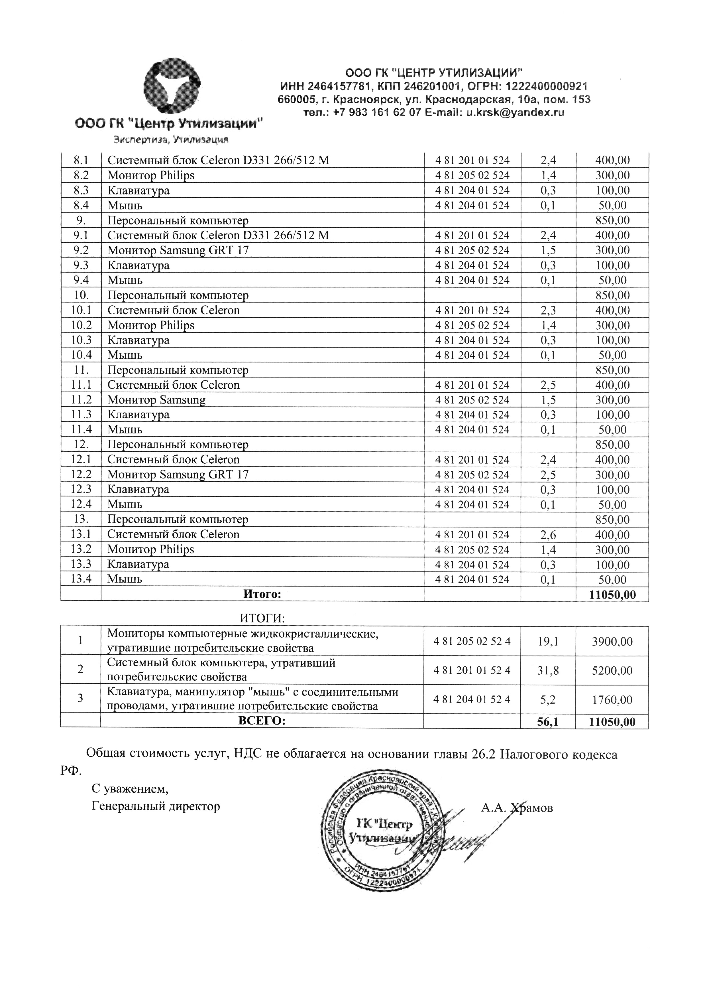 ООО ГК "Центр Утилизации"
Экспертиза, Утилизация
ООО ГК "ЦЕНТР УТИЛИЗАЦИИ"
ИНН 2464157781, КПП 246201001, ОГРН: 1222400000921
660005, г. Красноярск, ул. Краснодарская, 10а, пом. 153
тел.: +7 983 161 62 07 E-mail: u.krsk@yandex.ru
8.1 Системный блок Celeron D331 266/512 М 4 81 201 01 524 2,4 400,00
8.2 Монитор Philips 4 81 205 02 524 1,4 300,00
8.3 Клавиатура 4 81 204 01 524 0,3 100,00
8.4 Мышь 4 81 204 01 524 0,1 50,00
9. Персональный компьютер 850,00
9.1 Системный блок Celeron D331 266/512 М 4 81 201 01 524 2,4 400,00
9.2 Монитор Samsung GRT 17 4 81 205 02 524 1,5 300,00
9.3 Клавиатура 4 81 204 01 524 0,3 100,00
9.4 Мышь 4 81 204 01 524 0,1 50,00
10. Персональный компьютер 850,00
10.1 Системный блок Celeron 4 81 201 01 524 2,3 400,00
10.2 Монитор Philips 4 81 205 02 524 1,4 300,00
10.3 Клавиатура 4 81 204 01 524 0,3 100,00
10.4 Мышь 4 81 204 01 524 0,1 50,00
11. Персональный компьютер 850,00
11.1 Системный блок Celeron 4 81 201 01 524 2,5 400,00
11.2 Монитор Samsung 4 81 205 02 524 1,5 300,00
11.3 Клавиатура 4 81 204 01 524 0,3 100,00
11.4 Мышь 4 81 204 01 524 0,1 50,00
12. Персональный компьютер 850,00
12.1 Системный блок Celeron 4 81 201 01 524 2,4 400,00
12.2 Монитор Samsung GRT 17 4 81 205 02 524 2,5 300,00
12.3 Клавиатура 4 81 204 01 524 0,3 100,00
12.4 Мышь 4 81 204 01 524 0,1 50,00
13. Персональный компьютер 850,00
13.1 Системный блок Celeron 4 81 201 01 524 2,6 400,00
13.2 Монитор Philips 4 81 205 02 524 1,4 300,00
13.3 Клавиатура 4 81 204 01 524 0,3 100,00
13.4 Мышь 4 81 204 01 524 0,1 50,00
Итого: 11050,00
ИТОГИ:
1 Мониторы компьютерные жидкокристаллические,
утратившие потребительские свойства 4 81 205 02 52 4 19,1 3900,00
2 Системный блок компьютера, утративший
потребительские свойства 4 81 201 01 52 4 31,8 5200,00
3 Клавиатура, манипулятор "мышь" с соединительными
проводами, утратившие потребительские свойства 4 81 204 01 52 4 5,2 1760,00
ВСЕГО: 56,1 11050,00
Общая стоимость услуг, НДС не облагается на основании главы 26.2 Налогового кодекса
РФ.
С уважением,
Генеральный директор А.А. Храмов
Российская Федерация Красноярский край
Общество с ограниченной
ГК "Центр
Утилизации"
ИНН 2464157781
ОГРН 1222400000921